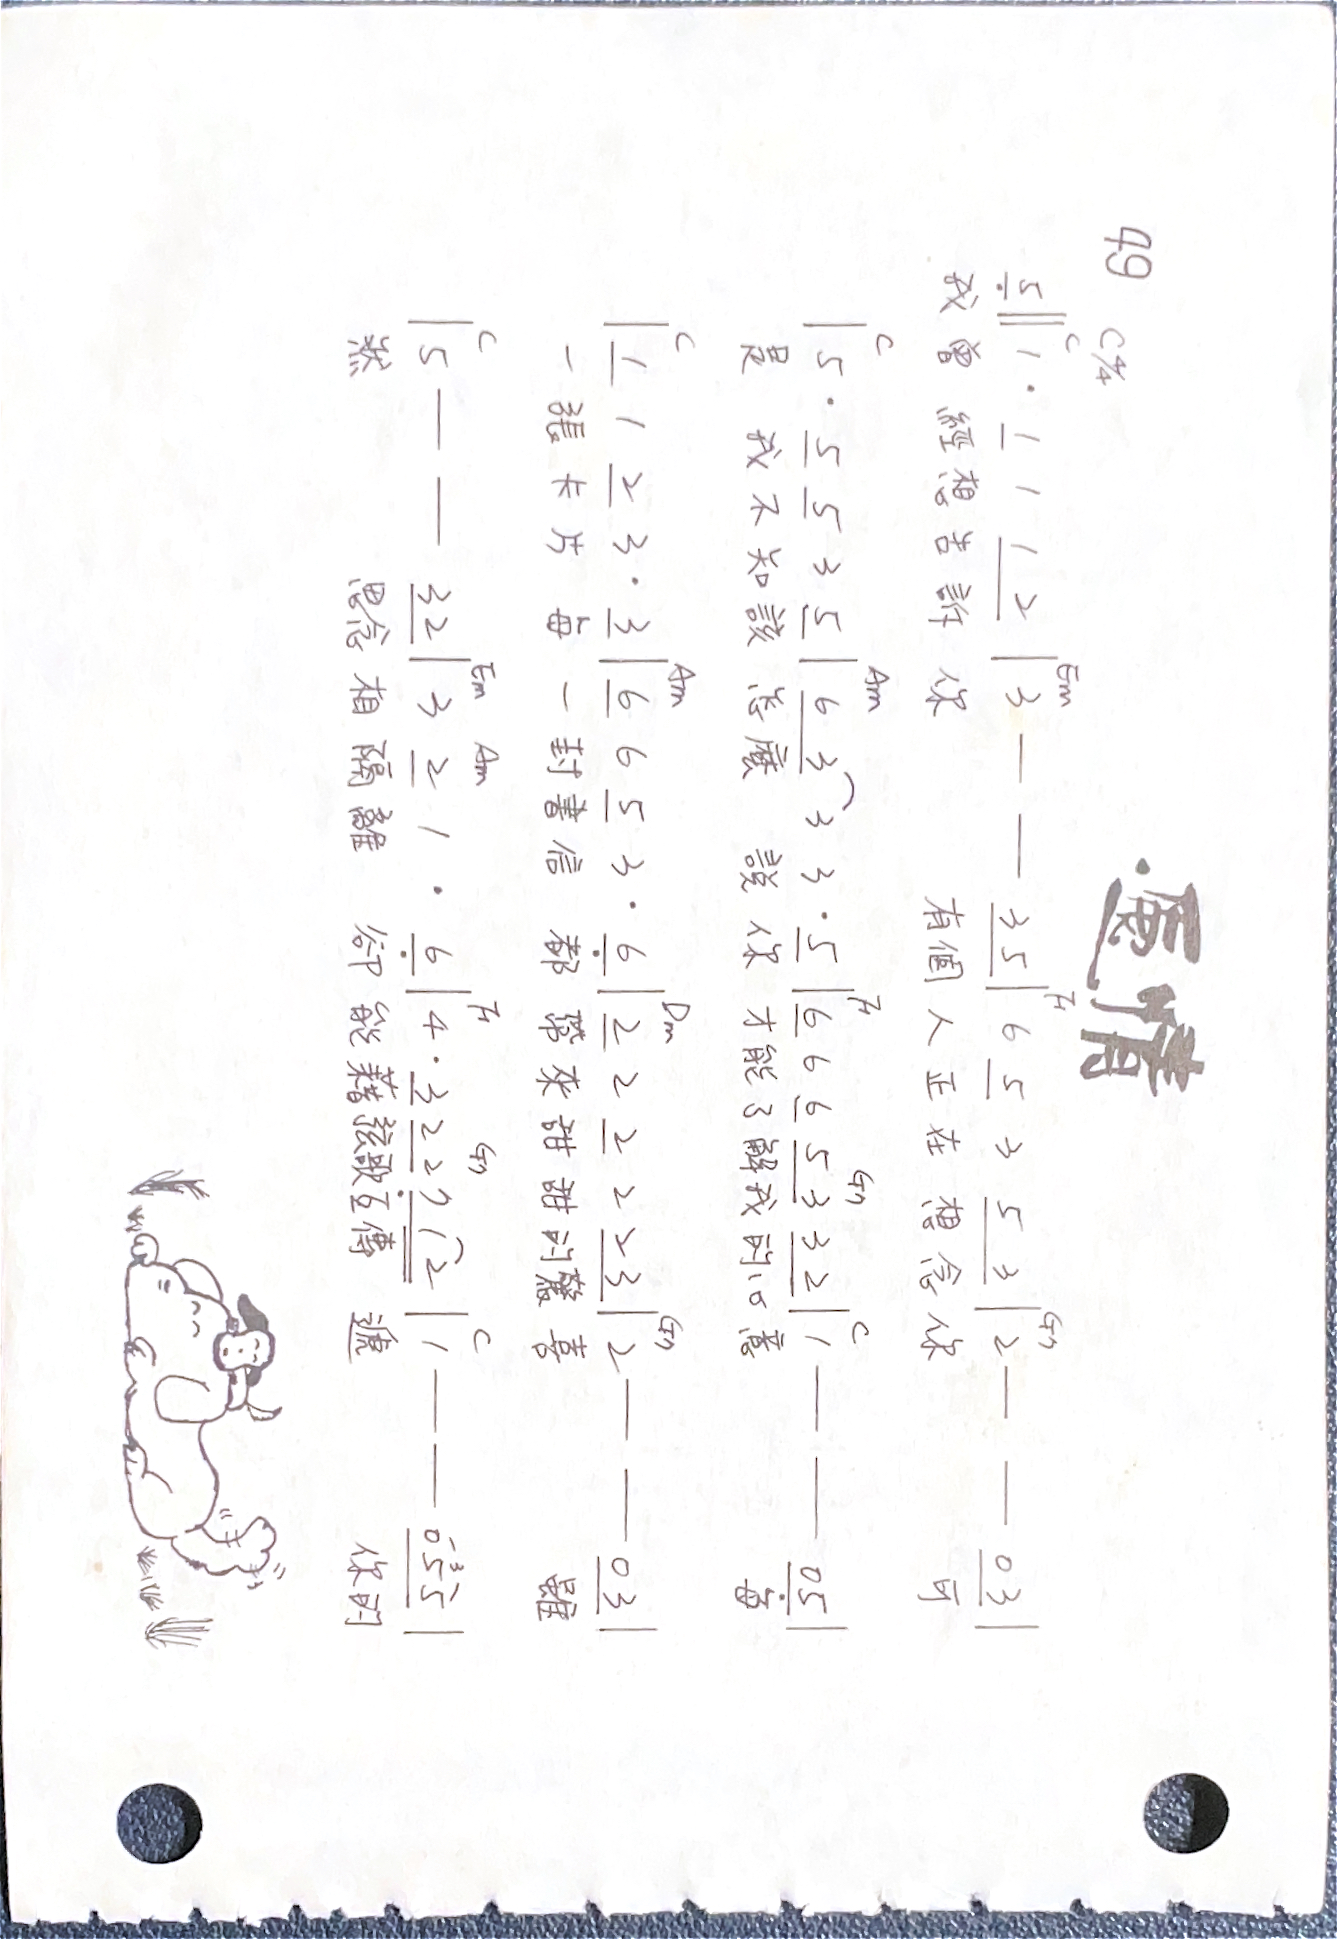 遞情
49 C 4/4
C Em F G7
5 ‖ 1 · 1 1 1 2 | 3 — — 3 5 | 6 5 3 5 3 | 2 — — 0 3 |
我曾經想告訴你 有個人正在想念你 可
C Am F G7 C
| 5 · 5 5 3 5 | 6 3 3 3 · 5 | 6 6 6 5 3 3 2 | 1 — — 0 5 |
是 我不知該怎麼 說你才能了解我的心意 每
C Am Dm G7
| 1 1 2 3 · 3 | 6 6 5 3 · 6 | 2 2 2 2 2 3 | 2 — — 0 3 |
一張卡片每一封書信 都帶來甜甜的驚喜 雖
C Em Am F G7 C
| 5 — — 3 2 | 3 2 1 · 6 | 4 · 3 2 2 7 1 2 | 1 — — 0 5 5 |
然 思念相隔離 卻能藉弦歌互傳遞 你的